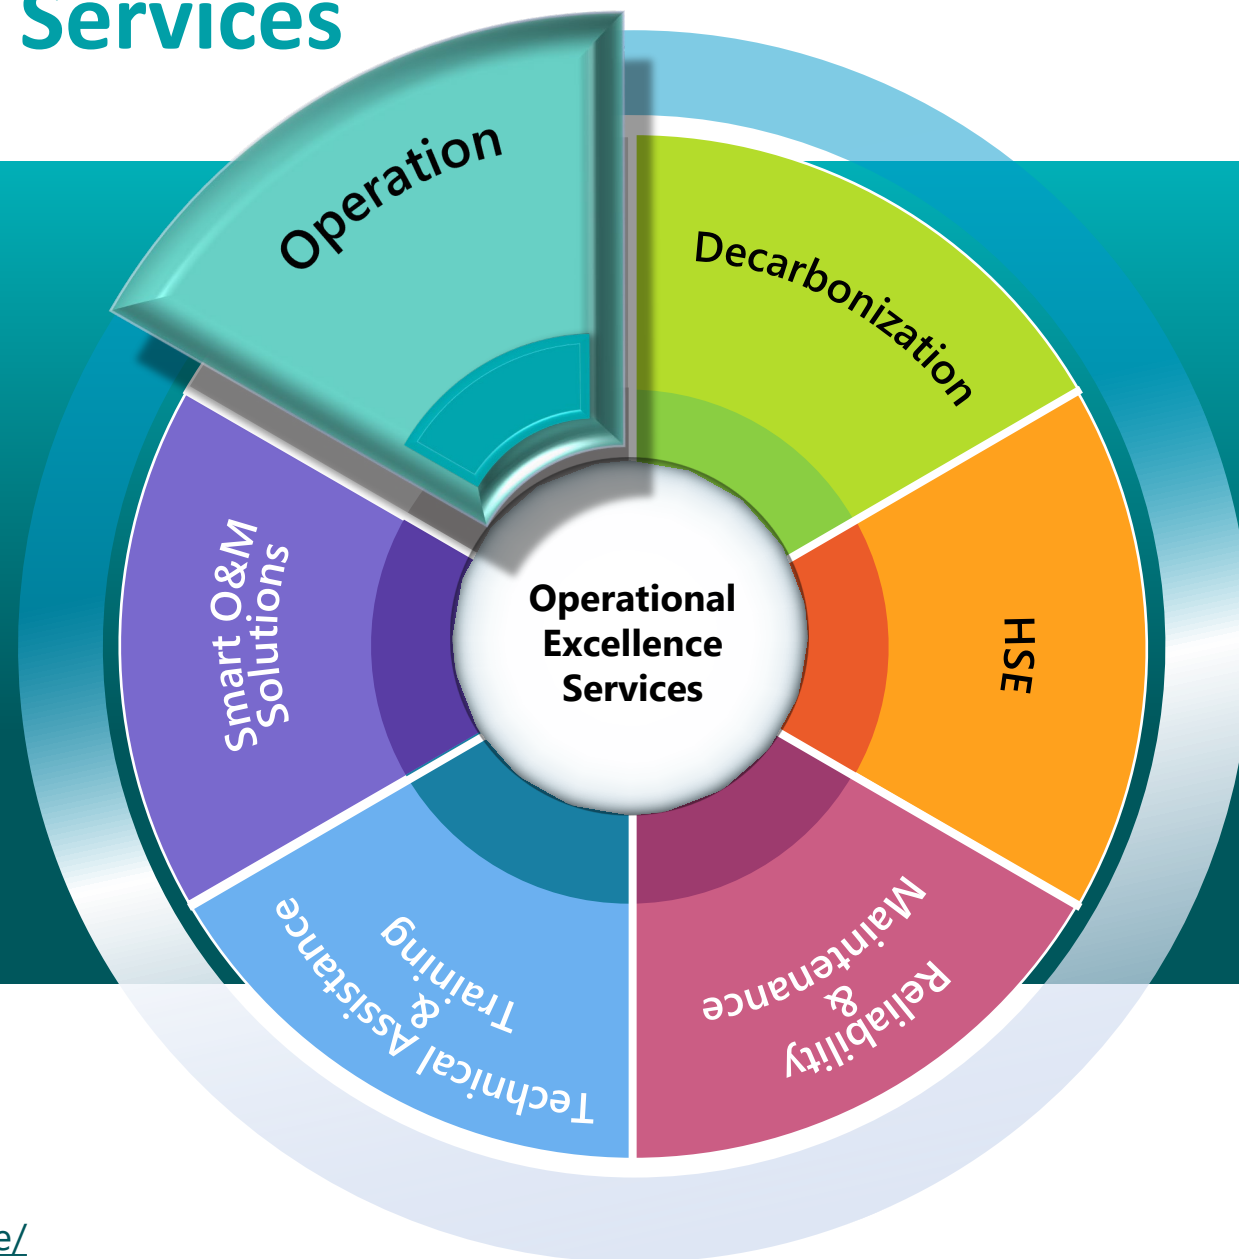 Services
Operation
Decarbonization
HSE
Reliability
&
Maintenance
Technical Assistance
&
Training
Smart O&M
Solutions
Operational
Excellence
Services
e/